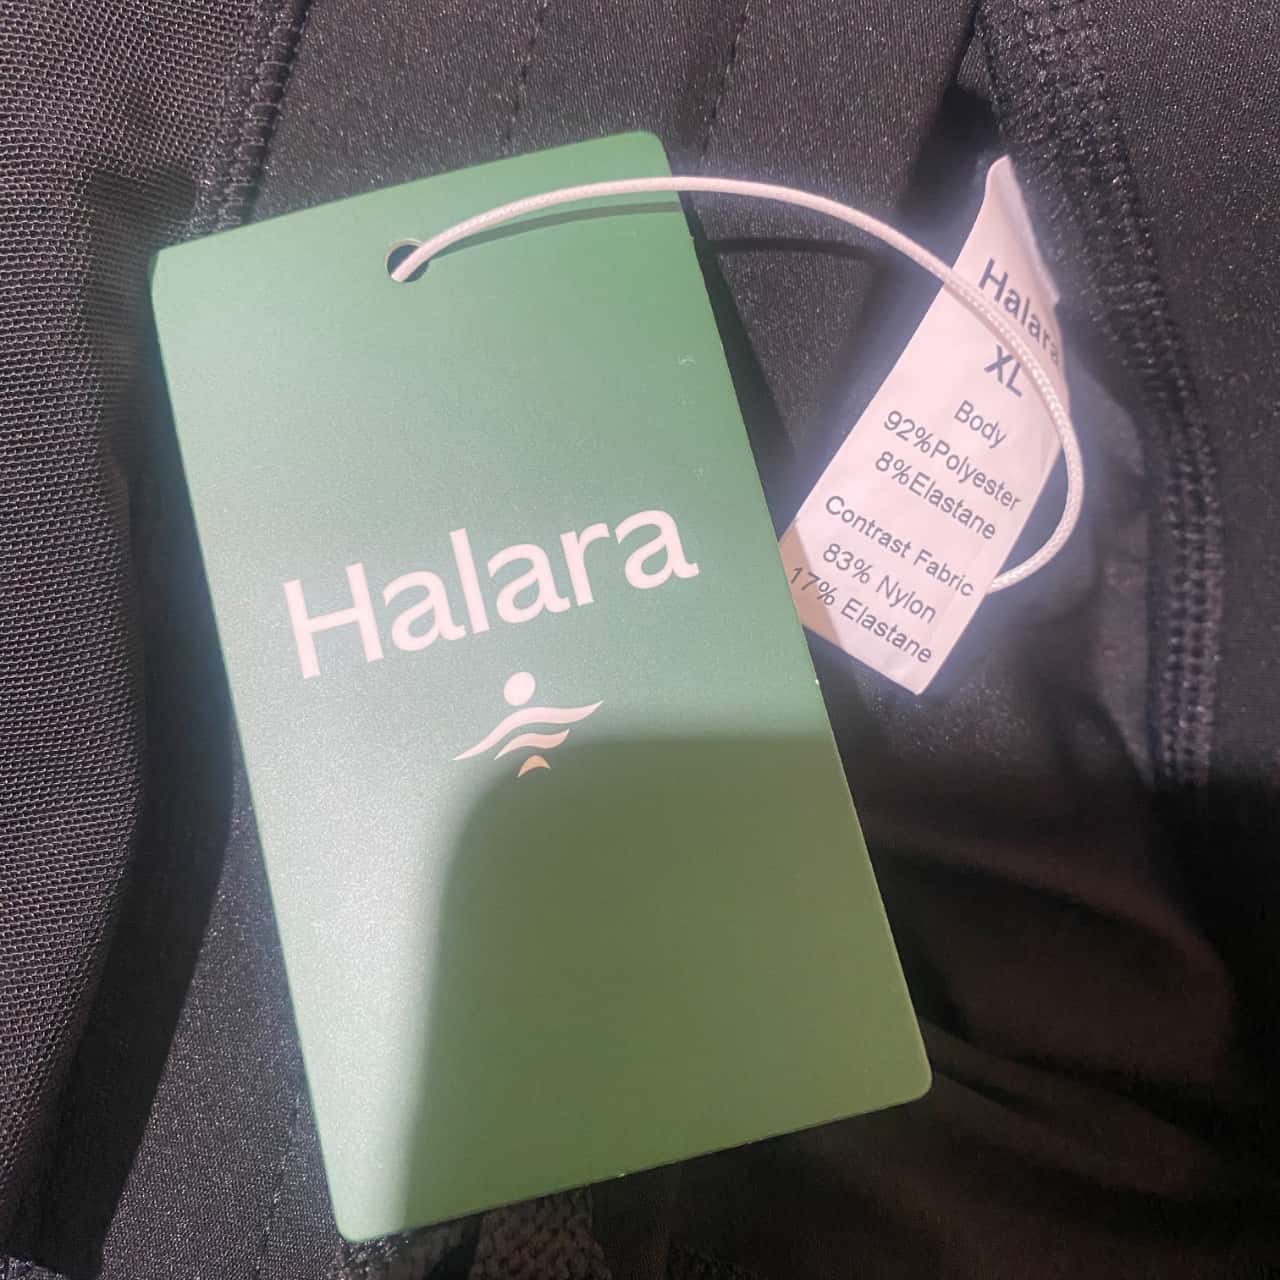 Halara
Halara
XL
Body
92%Polyester
8%Elastane
Contrast Fabric
83% Nylon
17% Elastane